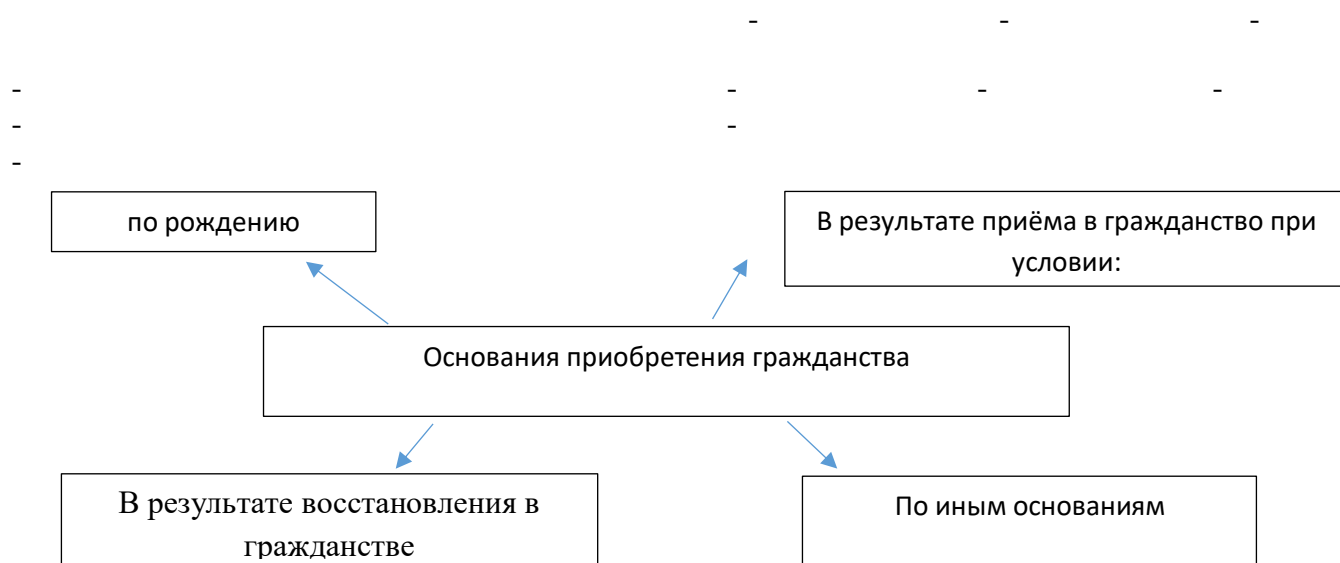 - - -
- - - -
- -
-
по рождению
В результате приёма в гражданство при
условии:
Основания приобретения гражданства
В результате восстановления в
гражданстве
По иным основаниям